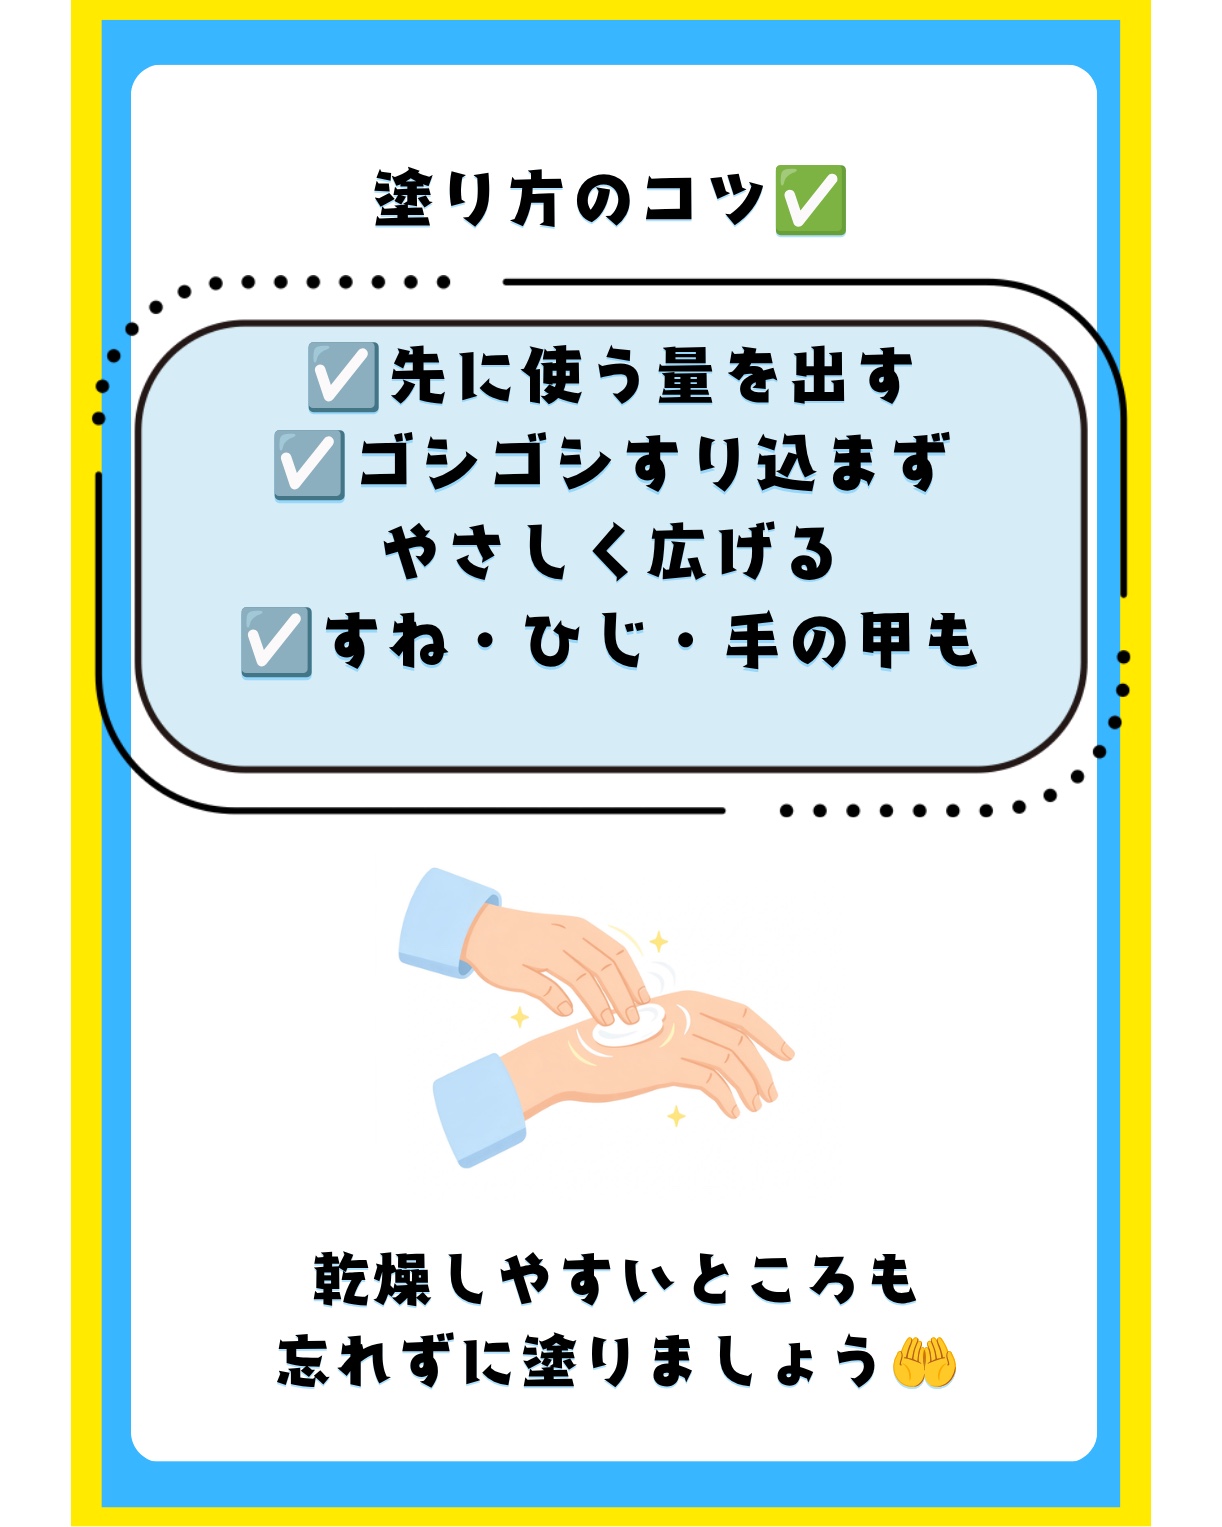 塗り方のコツ✅
☑️先に使う量を出す
☑️ゴシゴシすり込まず
やさしく広げる
☑️すね・ひじ・手の甲も
乾燥しやすいところも
忘れずに塗りましょう🤲